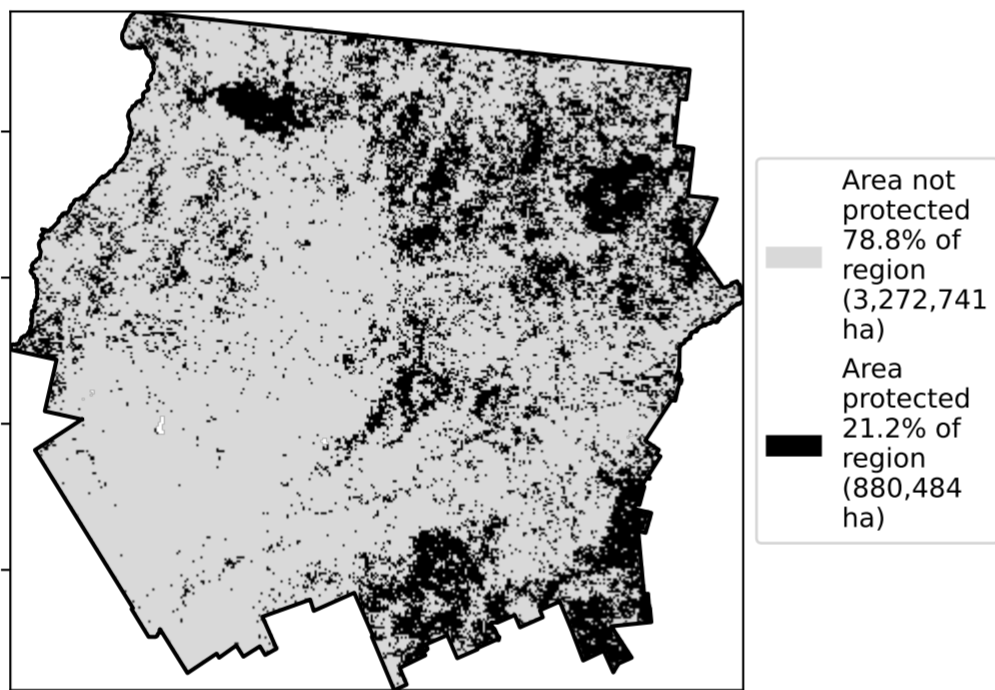 Area not
protected
78.8% of
region
(3,272,741
ha)
Area
protected
21.2% of
region
(880,484
ha)